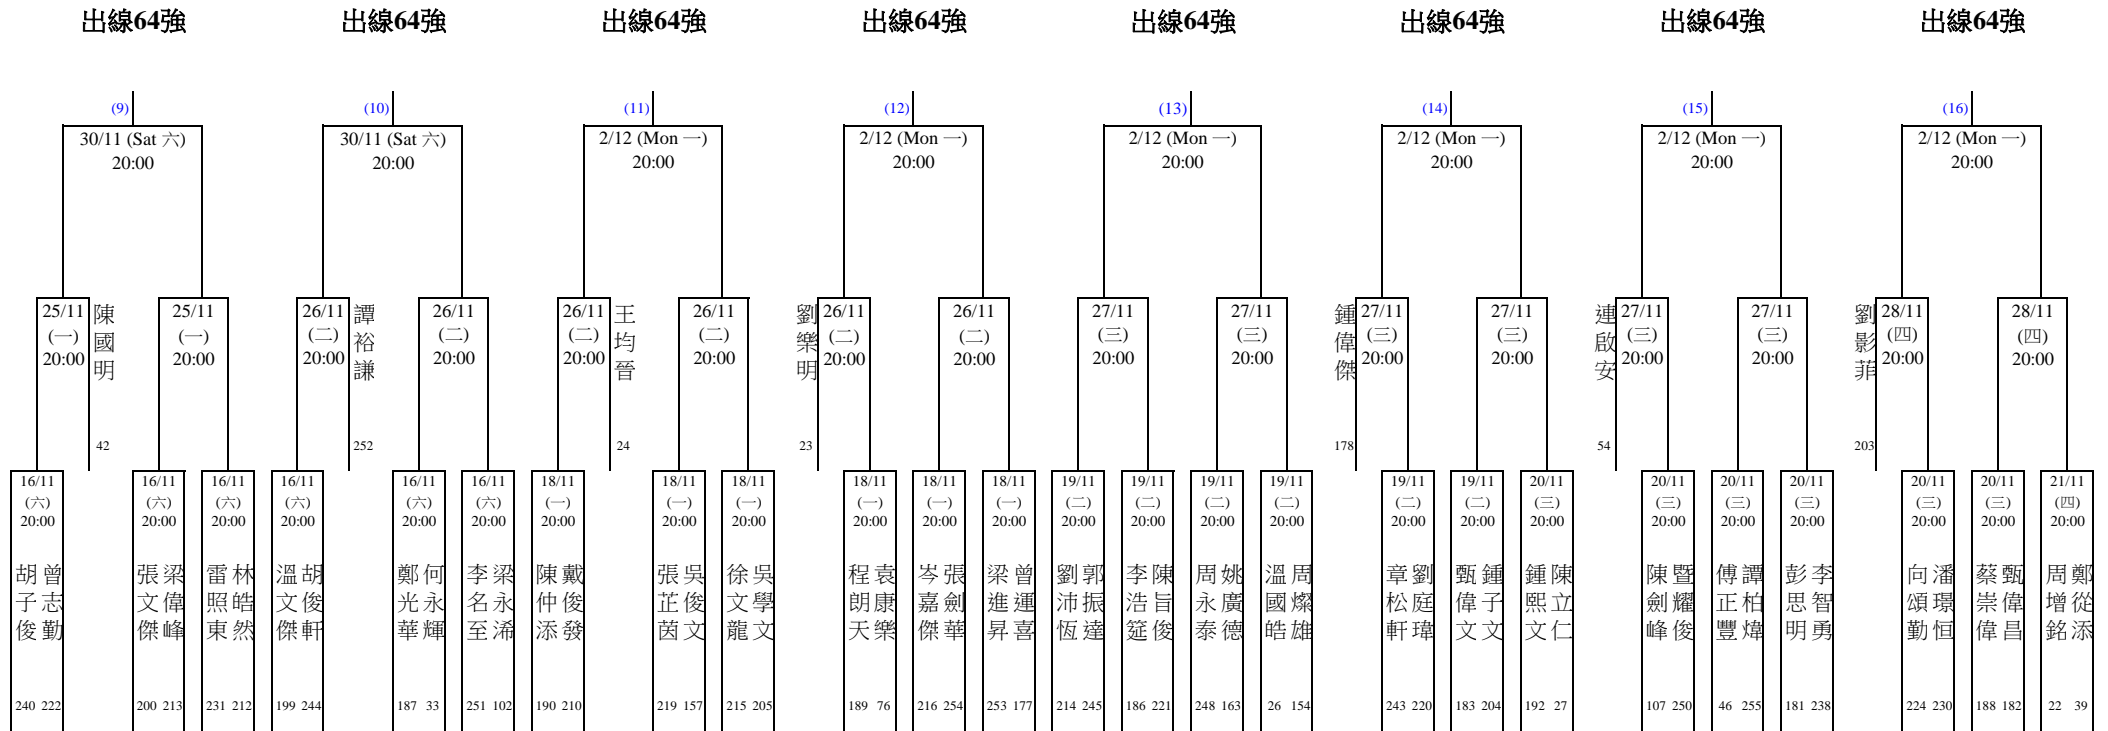 出線64強 出線64強 出線64強 出線64強 出線64強 出線64強 出線64強 出線64強
(9) (10) (11) (12) (13) (14) (15) (16)
30/11 (Sat 六) 30/11 (Sat 六) 2/12 (Mon 一) 2/12 (Mon 一) 2/12 (Mon 一) 2/12 (Mon 一) 2/12 (Mon 一) 2/12 (Mon 一)
20:00 20:00 20:00 20:00 20:00 20:00 20:00 20:00
25/11 (一) 20:00
陳國明
42
25/11 (一) 20:00
26/11 (二) 20:00
譚裕謙
252
26/11 (二) 20:00
26/11 (二) 20:00
王均晉
24
26/11 (二) 20:00
劉樂明
23
26/11 (二) 20:00
26/11 (二) 20:00
27/11 (三) 20:00
27/11 (三) 20:00
鍾偉傑
178
27/11 (三) 20:00
27/11 (三) 20:00
連啟安
54
27/11 (三) 20:00
27/11 (三) 20:00
劉影菲
203
28/11 (四) 20:00
28/11 (四) 20:00
16/11 (六) 20:00
胡子俊 曾志勤
240 222
16/11 (六) 20:00
張文傑 梁偉峰
200 213
16/11 (六) 20:00
雷照東 林皓然
231 212
16/11 (六) 20:00
溫文傑 胡俊軒
199 244
16/11 (六) 20:00
鄭光華 何永輝
187 33
16/11 (六) 20:00
李名至 梁永浠
251 102
18/11 (一) 20:00
陳仲添 戴俊發
190 210
18/11 (一) 20:00
張芷茵 吳俊文
219 157
18/11 (一) 20:00
徐文龍 吳學文
215 205
18/11 (一) 20:00
程朗天 袁康樂
189 76
18/11 (一) 20:00
岑嘉傑 張劍華
216 254
18/11 (一) 20:00
梁進昇 曾運喜
253 177
19/11 (二) 20:00
劉沛恆 郭振達
214 245
19/11 (二) 20:00
李浩筵 陳旨俊
186 221
19/11 (二) 20:00
周永泰 姚廣德
248 163
19/11 (二) 20:00
溫國皓 周燦雄
26 154
19/11 (二) 20:00
章松軒 劉庭瑋
243 220
19/11 (二) 20:00
甄偉文 鍾子文
183 204
20/11 (三) 20:00
鍾熙文 陳立仁
192 27
20/11 (三) 20:00
陳劍峰 暨耀俊
107 250
20/11 (三) 20:00
傅正豐 譚柏煒
46 255
20/11 (三) 20:00
彭思明 李智勇
181 238
20/11 (三) 20:00
向頌勤 潘璟恒
224 230
20/11 (三) 20:00
蔡崇偉 甄偉昌
188 182
21/11 (四) 20:00
周增銘 鄭從添
22 39